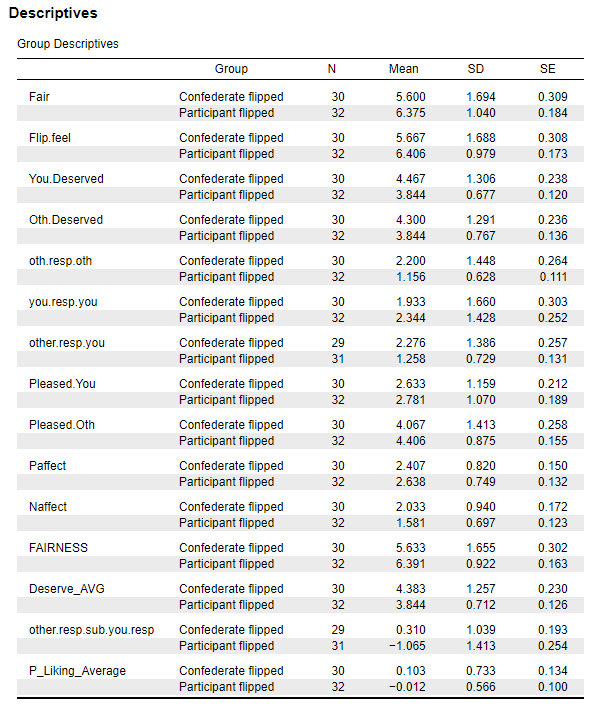 Descriptives
Group Descriptives
Group N Mean SD SE
Fair Confederate flipped 30 5.600 1.694 0.309
Participant flipped 32 6.375 1.040 0.184
Flip.feel Confederate flipped 30 5.667 1.688 0.308
Participant flipped 32 6.406 0.979 0.173
You.Deserved Confederate flipped 30 4.467 1.306 0.238
Participant flipped 32 3.844 0.677 0.120
Oth.Deserved Confederate flipped 30 4.300 1.291 0.236
Participant flipped 32 3.844 0.767 0.136
oth.resp.oth Confederate flipped 30 2.200 1.448 0.264
Participant flipped 32 1.156 0.628 0.111
you.resp.you Confederate flipped 30 1.933 1.660 0.303
Participant flipped 32 2.344 1.428 0.252
other.resp.you Confederate flipped 29 2.276 1.386 0.257
Participant flipped 31 1.258 0.729 0.131
Pleased.You Confederate flipped 30 2.633 1.159 0.212
Participant flipped 32 2.781 1.070 0.189
Pleased.Oth Confederate flipped 30 4.067 1.413 0.258
Participant flipped 32 4.406 0.875 0.155
Paffect Confederate flipped 30 2.407 0.820 0.150
Participant flipped 32 2.638 0.749 0.132
Naffect Confederate flipped 30 2.033 0.940 0.172
Participant flipped 32 1.581 0.697 0.123
FAIRNESS Confederate flipped 30 5.633 1.655 0.302
Participant flipped 32 6.391 0.922 0.163
Deserve_AVG Confederate flipped 30 4.383 1.257 0.230
Participant flipped 32 3.844 0.712 0.126
other.resp.sub.you.resp Confederate flipped 29 0.310 1.039 0.193
Participant flipped 31 −1.065 1.413 0.254
P_Liking_Average Confederate flipped 30 0.103 0.733 0.134
Participant flipped 32 −0.012 0.566 0.100